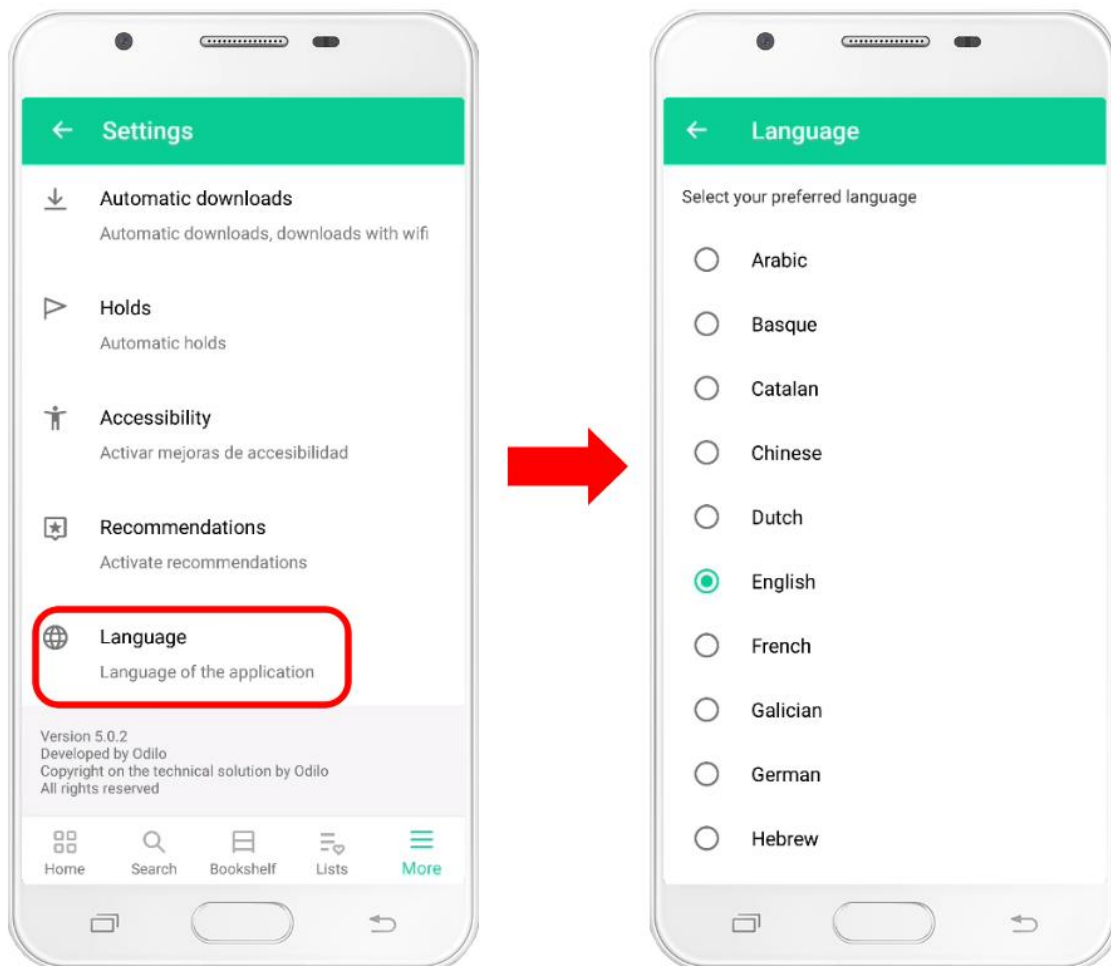 Settings
Automatic downloads
Automatic downloads, downloads with wifi
Holds
Automatic holds
Accessibility
Activar mejoras de accesibilidad
Recommendations
Activate recommendations
Language
Language of the application
Version 5.0.2
Developed by Odilo
Copyright on the technical solution by Odilo
All rights reserved
Home Search Bookshelf Lists More
Language
Select your preferred language
Arabic
Basque
Catalan
Chinese
Dutch
English
French
Galician
German
Hebrew